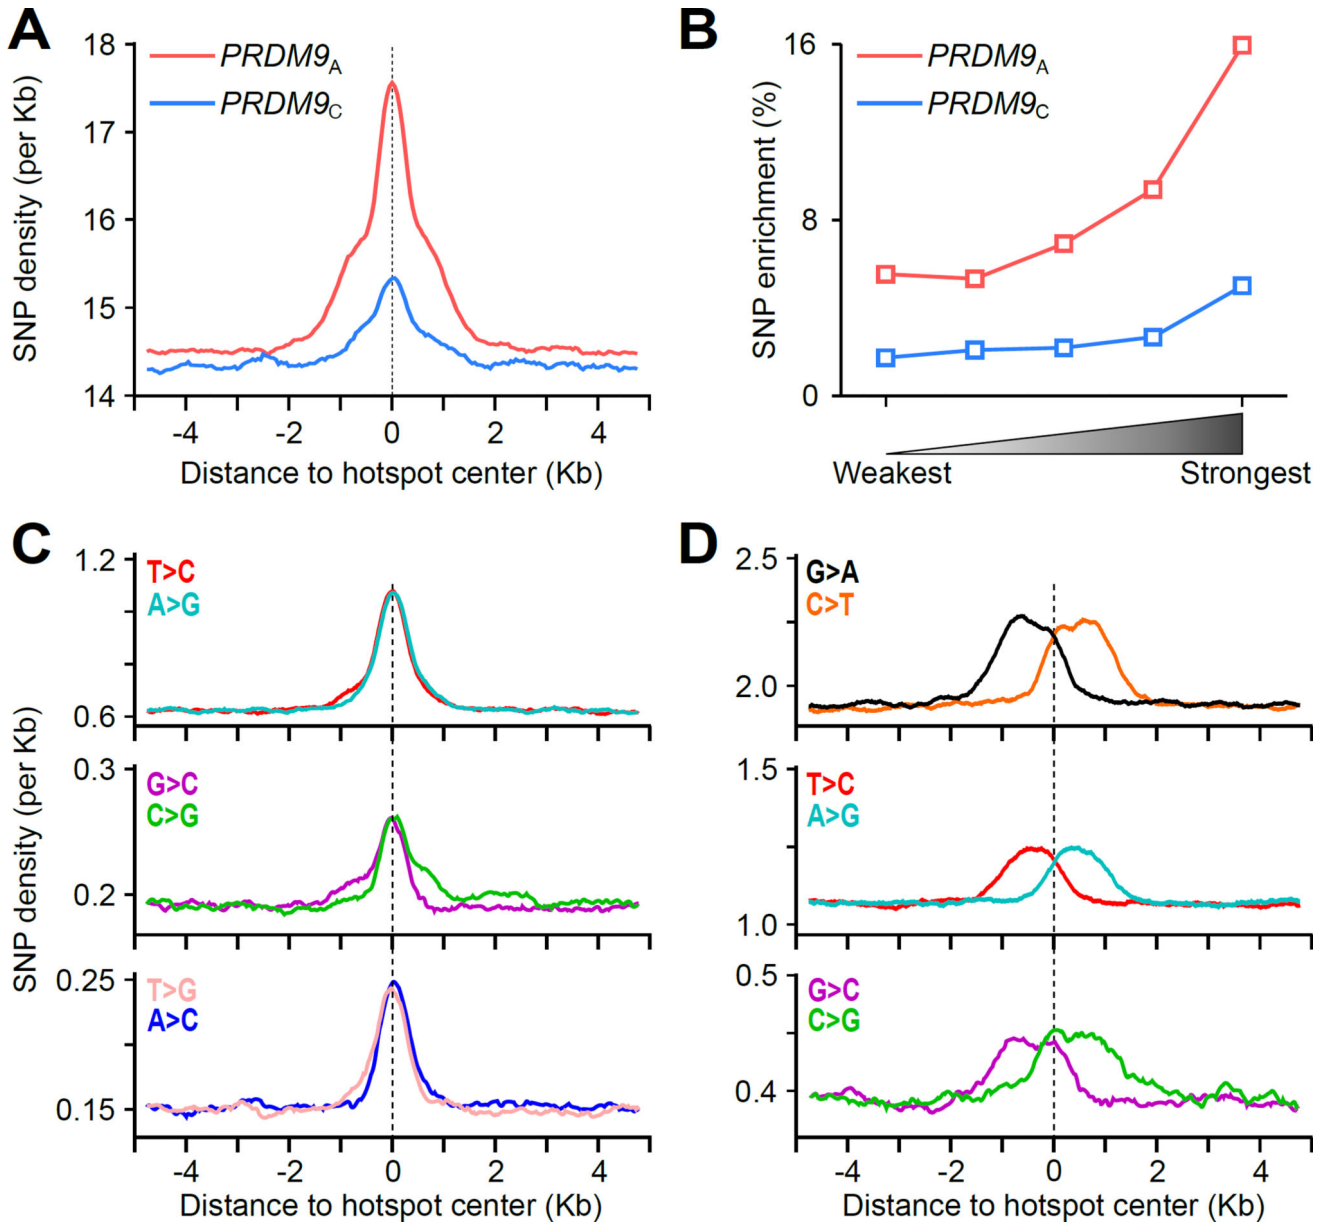 A
18
17
16
15
14
SNP density (per Kb)
PRDM9A
PRDM9C
-4 -2 0 2 4
Distance to hotspot center (Kb)
B
16
8
0
SNP enrichment (%)
PRDM9A
PRDM9C
Weakest Strongest
C
SNP density (per Kb)
1.2
0.6
T>C
A>G
0.3
0.2
G>C
C>G
0.25
0.15
T>G
A>C
-4 -2 0 2 4
Distance to hotspot center (Kb)
D
2.5
2.0
G>A
C>T
1.5
1.0
T>C
A>G
0.5
0.4
G>C
C>G
-4 -2 0 2 4
Distance to hotspot center (Kb)